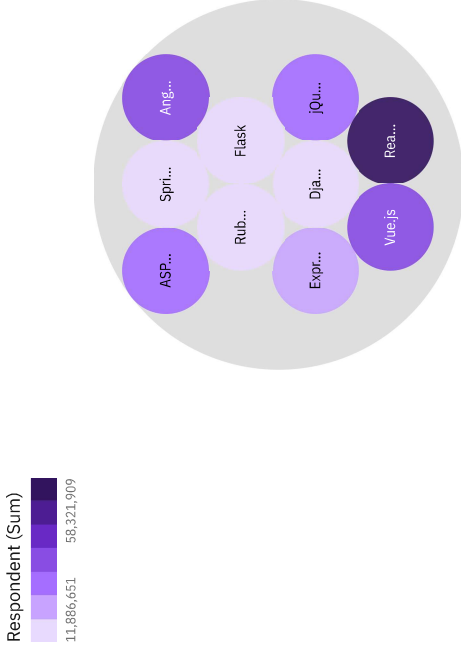 Respondent (Sum)
11,886,651
58,321,909
ASP...
Spri...
Ang...
Rub...
Flask
Expr...
Dja...
jQu...
Vue.js
Rea...